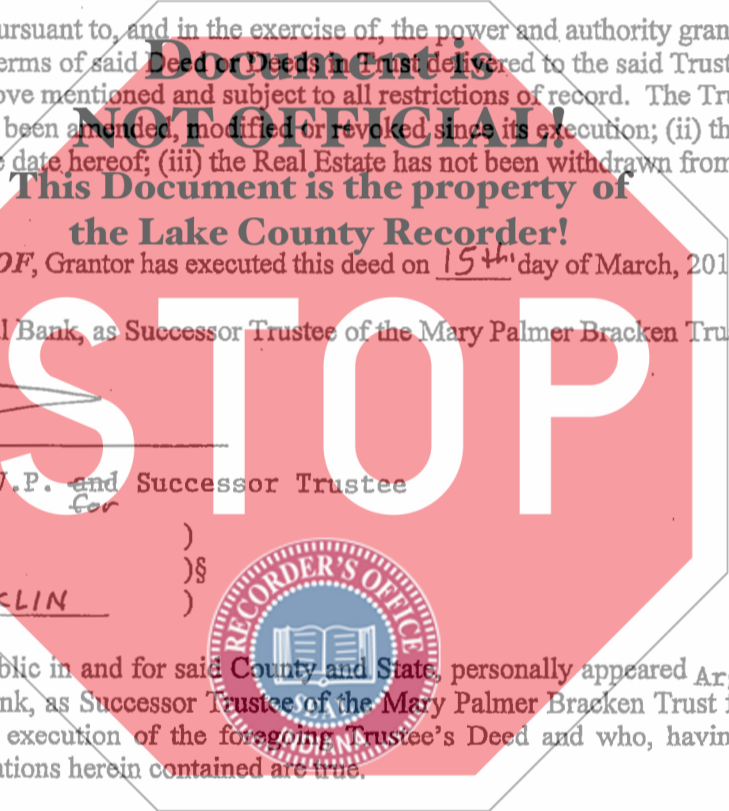 ursuant to, and in the exercise of, the power and authority gran
erms of said Deed or Deeds in Trust delivered to the said Trust
Document is
ove mentioned and subject to all restrictions of record. The Tru
NOT OFFICIAL!
been amended, modified or revoked since its execution; (ii) th
date hereof; (iii) the Real Estate has not been withdrawn from
This Document is the property of
the Lake County Recorder!
OF, Grantor has executed this deed on 15th day of March, 201
l Bank, as Successor Trustee of the Mary Palmer Bracken Tru
STOP
V.P. and Successor Trustee
for
)
)§
CLIN )
RECORDER'S OFFICE
SEAL
INDIANA
blic in and for said County and State, personally appeared Ar
nk, as Successor Trustee of the Mary Palmer Bracken Trust i
execution of the foregoing Trustee's Deed and who, havin
ations herein contained are true.